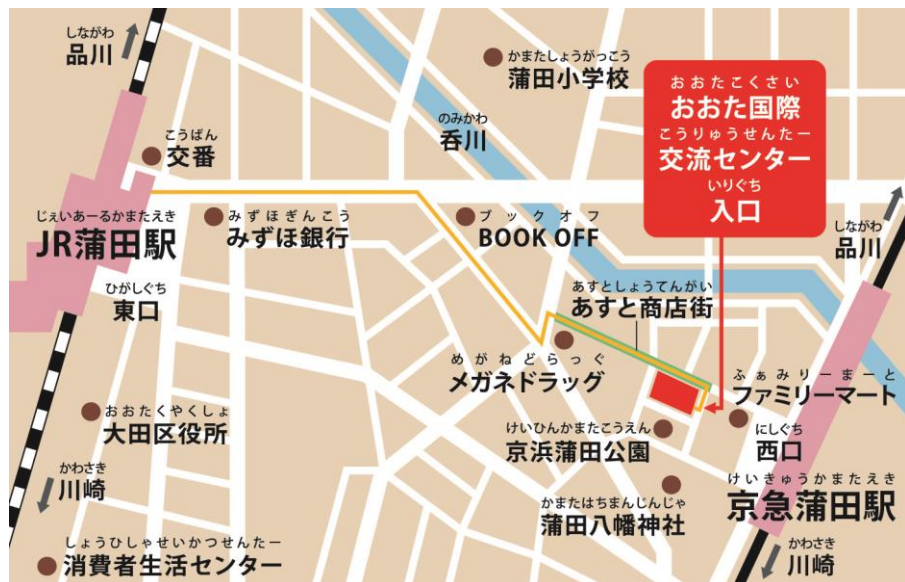 しながわ
品川
かまたしょうがっこう
蒲田小学校
おおたこくさい
おおた国際
こうりゅうせんたー
交流センター
いりぐち
入口
こうばん
交番
のみかわ
呑川
じぇいあーるかまたえき
JR蒲田駅
みずほぎんこう
みずほ銀行
ブックオフ
BOOK OFF
しながわ
品川
ひがしぐち
東口
あすとしょうてんがい
あすと商店街
めがねどらっぐ
メガネドラッグ
ふぁみりーまーと
ファミリーマート
おおたくやくしょ
大田区役所
けいひんかまたこうえん
京浜蒲田公園
にしぐち
西口
かわさき
川崎
けいきゅうかまたえき
京急蒲田駅
かまたはちまんじんじゃ
蒲田八幡神社
しょうひしゃせいかつせんたー
消費者生活センター
かわさき
川崎